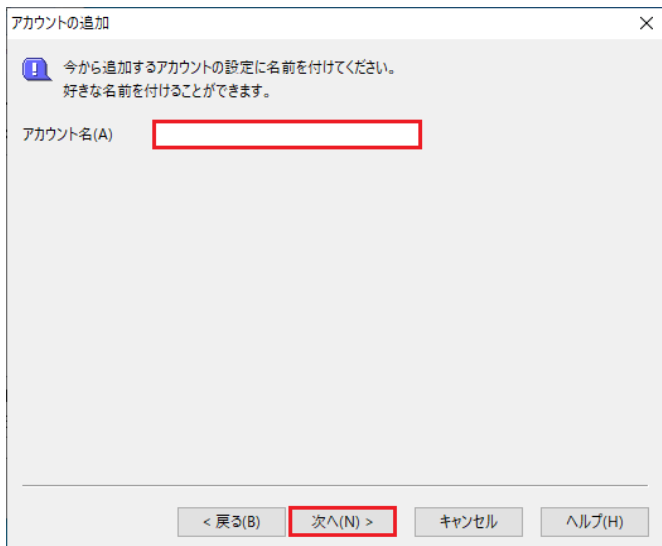 アカウントの追加
今から追加するアカウントの設定に名前を付けてください。
好きな名前を付けることができます。
アカウント名(A)
< 戻る(B) 次へ(N) > キャンセル ヘルプ(H)